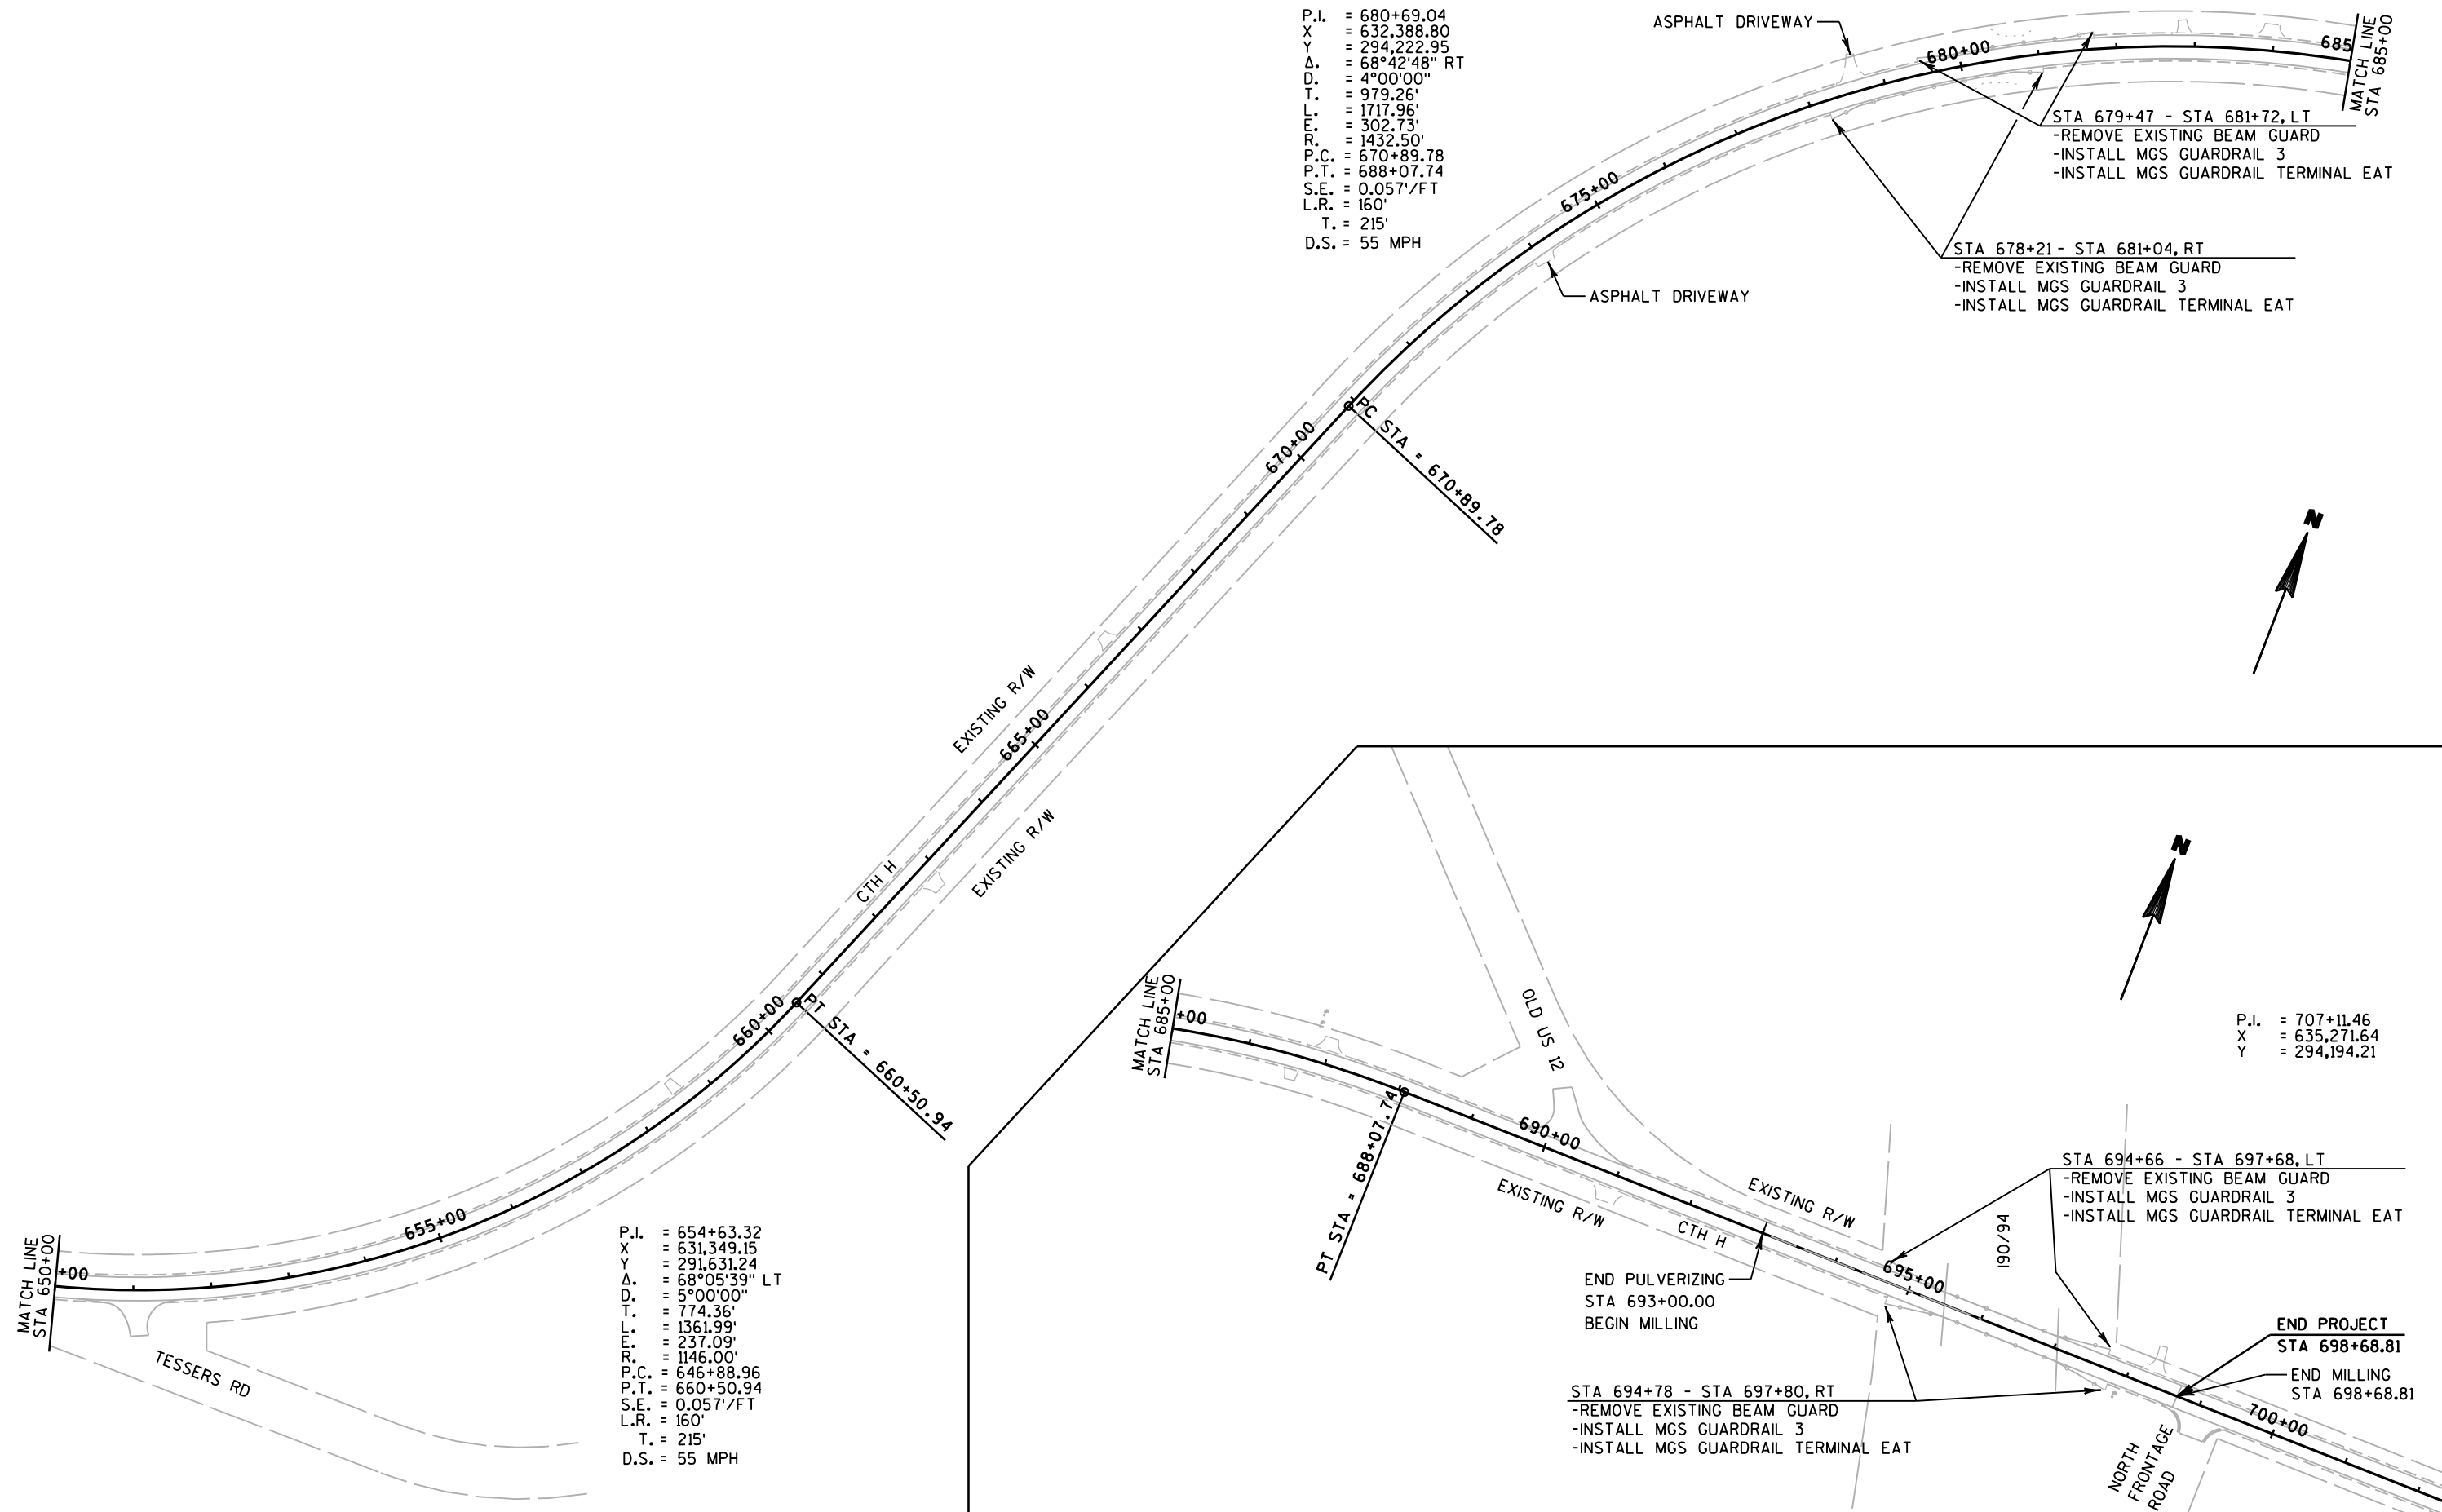 P.I. = 680+69.04
X = 632,388.80
Y = 294,222.95
Δ. = 68°42'48" RT
D. = 4°00'00"
T. = 979.26'
L. = 1717.96'
E. = 302.73'
R. = 1432.50'
P.C. = 670+89.78
P.T. = 688+07.74
S.E. = 0.057'/FT
L.R. = 160'
T. = 215'
D.S. = 55 MPH
ASPHALT DRIVEWAY
680+00
685
MATCH LINE
STA 685+00
STA 679+47 - STA 681+72, LT
-REMOVE EXISTING BEAM GUARD
-INSTALL MGS GUARDRAIL 3
-INSTALL MGS GUARDRAIL TERMINAL EAT
675+00
STA 678+21 - STA 681+04, RT
-REMOVE EXISTING BEAM GUARD
-INSTALL MGS GUARDRAIL 3
-INSTALL MGS GUARDRAIL TERMINAL EAT
ASPHALT DRIVEWAY
PC STA = 670+89.78
670+00
N
EXISTING R/W
665+00
EXISTING R/W
CTH H
660+00
PT STA = 660+50.94
655+00
MATCH LINE
STA 650+00
+00
TESSERS RD
P.I. = 654+63.32
X = 631,349.15
Y = 291,631.24
Δ. = 68°05'39" LT
D. = 5°00'00"
T. = 774.36'
L. = 1361.99'
E. = 237.09'
R. = 1146.00'
P.C. = 646+88.96
P.T. = 660+50.94
S.E. = 0.057'/FT
L.R. = 160'
T. = 215'
D.S. = 55 MPH
N
MATCH LINE
STA 685+00
+00
OLD US 12
P.I. = 707+11.46
X = 635,271.64
Y = 294,194.21
PT STA = 688+07.74
690+00
EXISTING R/W
EXISTING R/W
CTH H
STA 694+66 - STA 697+68, LT
-REMOVE EXISTING BEAM GUARD
-INSTALL MGS GUARDRAIL 3
-INSTALL MGS GUARDRAIL TERMINAL EAT
I90/94
695+00
END PULVERIZING
STA 693+00.00
BEGIN MILLING
END PROJECT
STA 698+68.81
END MILLING
STA 698+68.81
STA 694+78 - STA 697+80, RT
-REMOVE EXISTING BEAM GUARD
-INSTALL MGS GUARDRAIL 3
-INSTALL MGS GUARDRAIL TERMINAL EAT
700+00
NORTH
FRONTAGE
ROAD